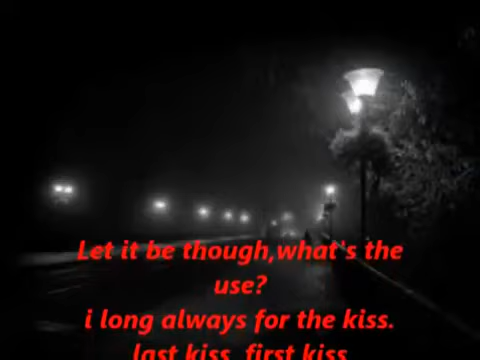 Let it be though,what's the
use?
i long always for the kiss.
last kiss, first kiss